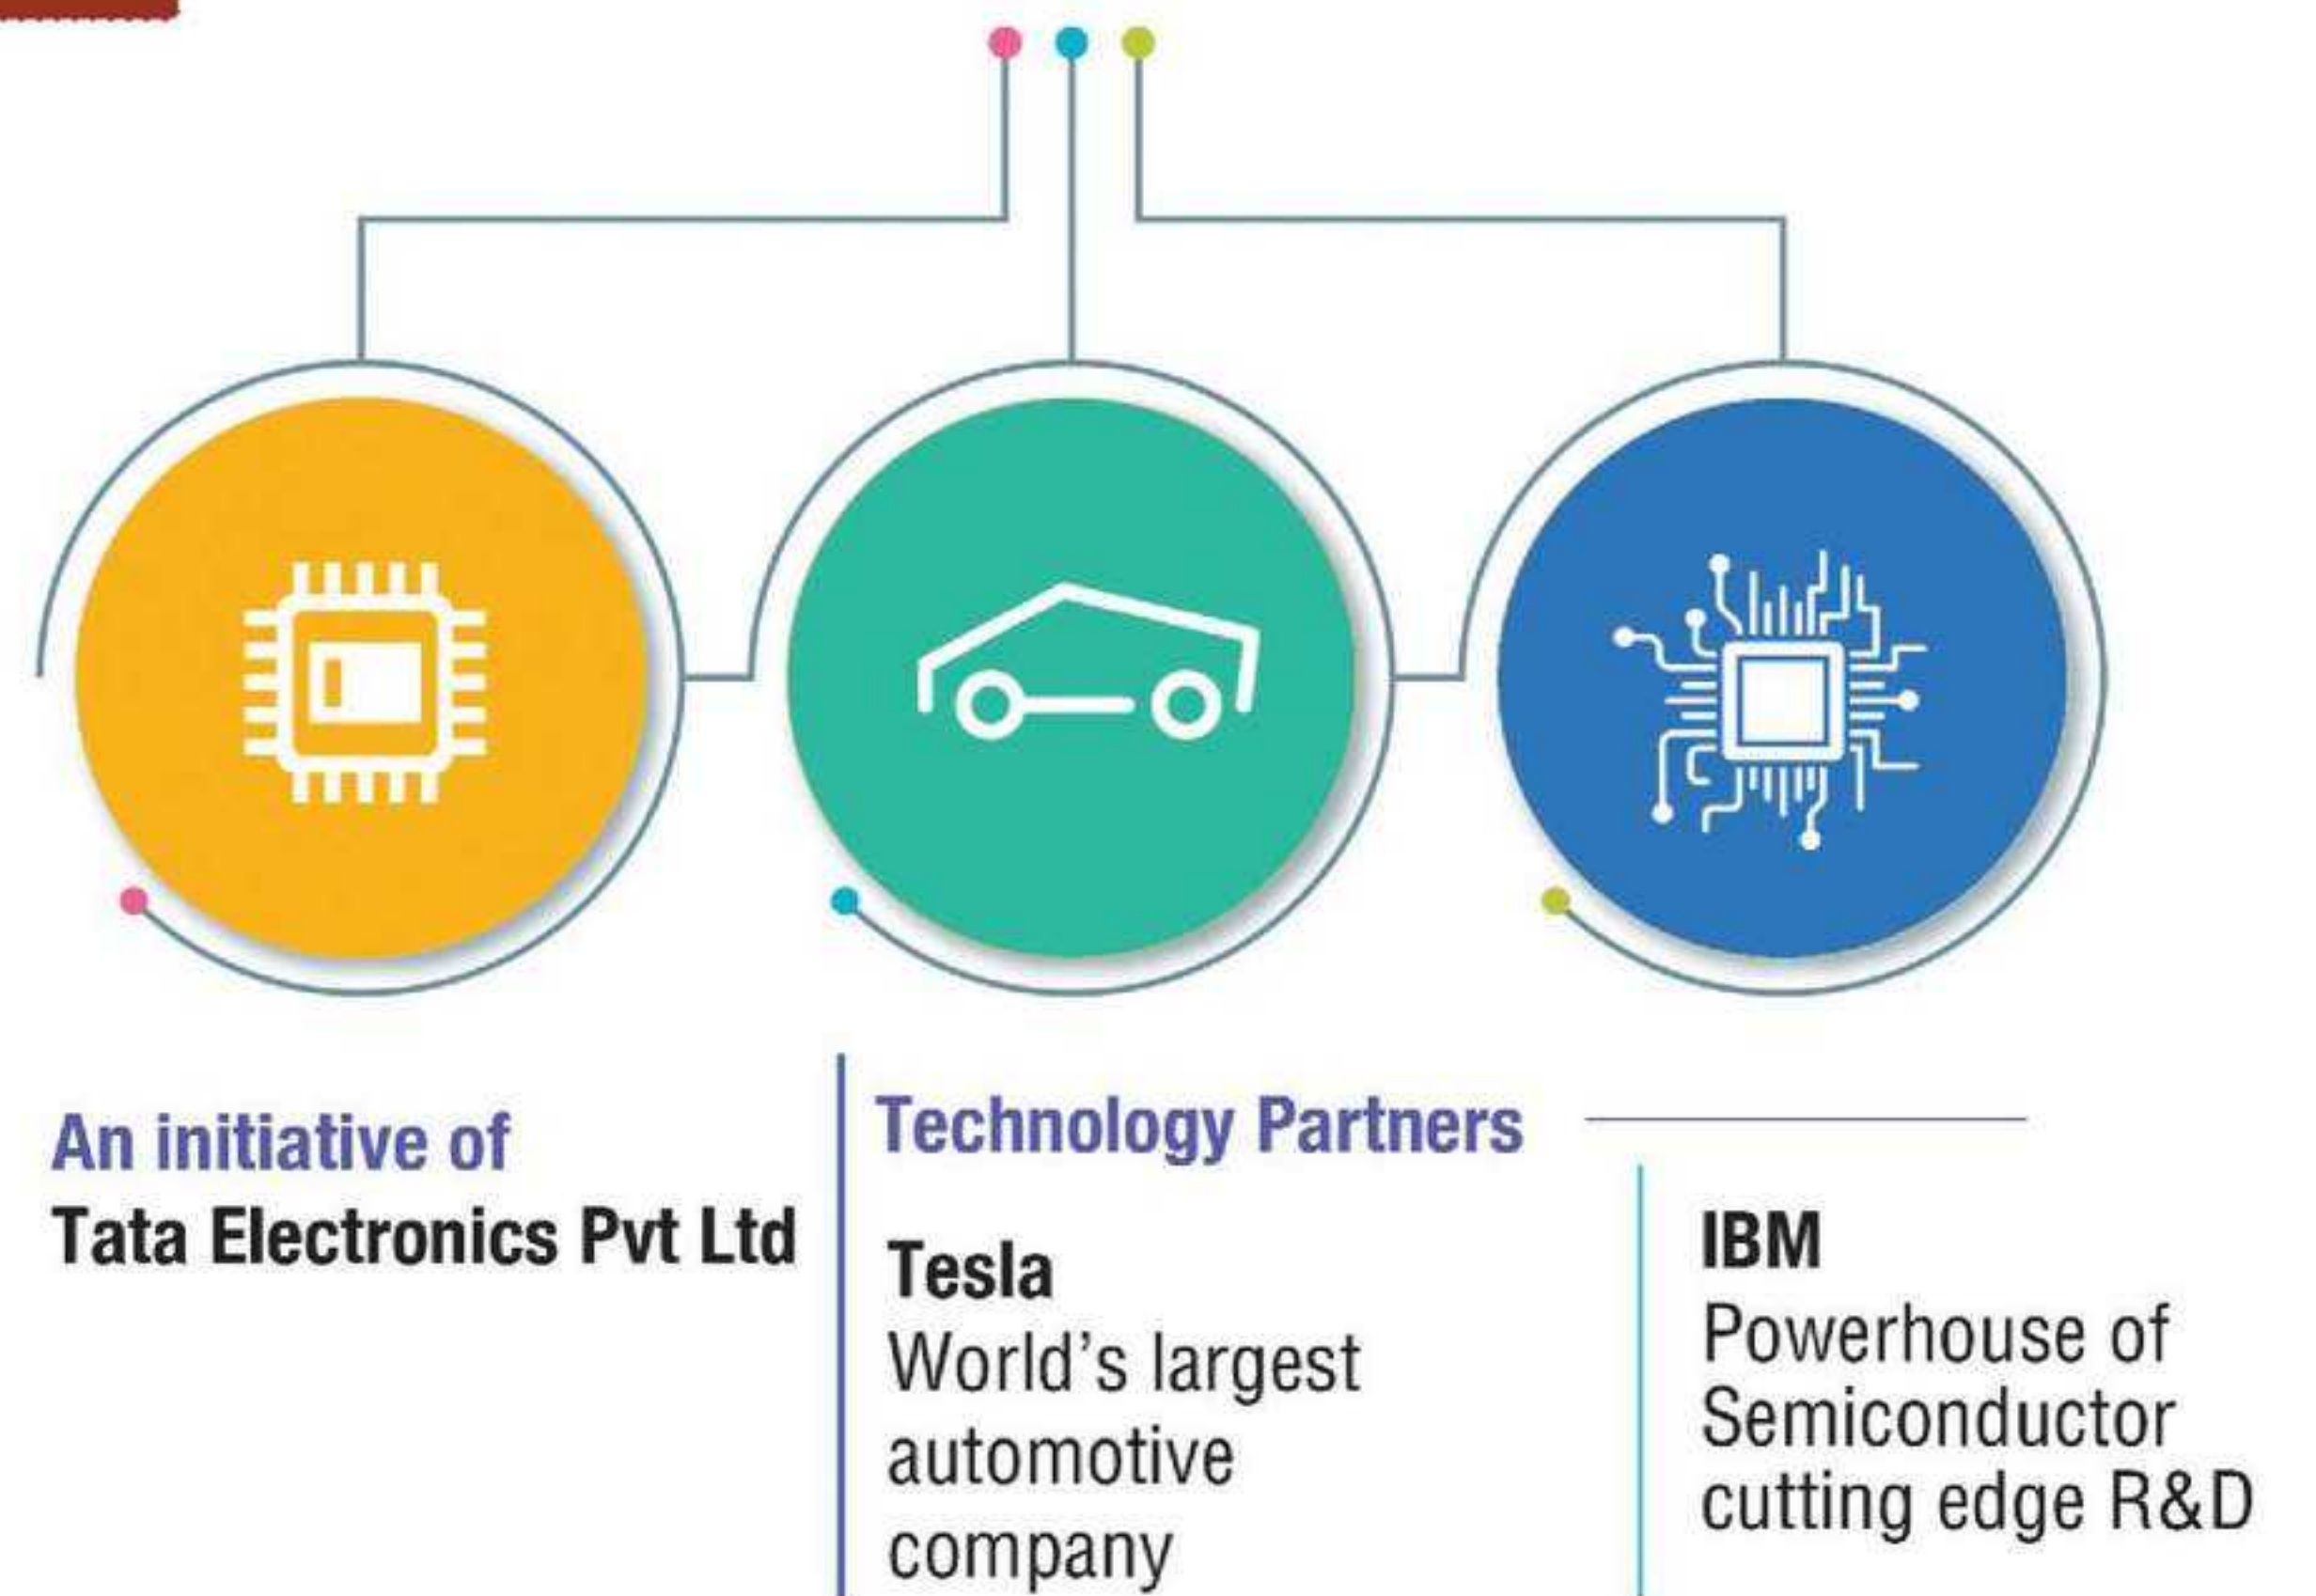 An initiative of
Tata Electronics Pvt Ltd
Technology Partners
Tesla
World's largest
automotive
company
IBM
Powerhouse of
Semiconductor
cutting edge R&D